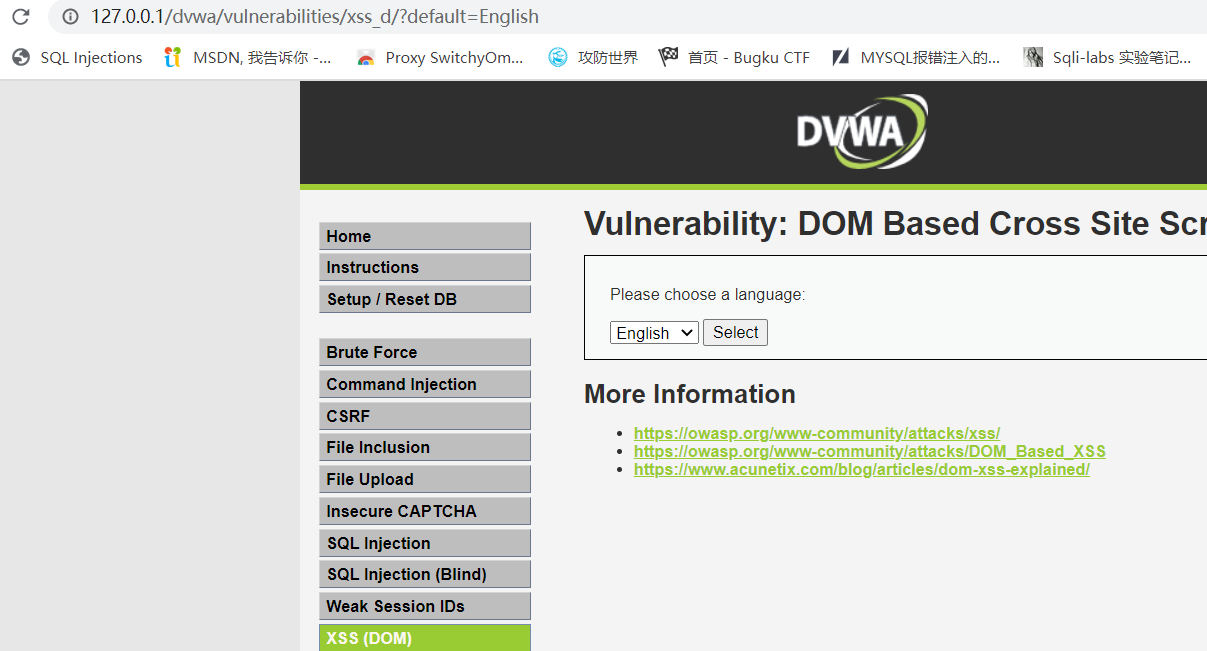 127.0.0.1/dvwa/vulnerabilities/xss_d/?default=English
SQL Injections MSDN, 我告诉你 -... Proxy SwitchyOm... 攻防世界 首页 - Bugku CTF MYSQL报错注入的... Sqli-labs 实验笔记...
DVWA
Home
Instructions
Setup / Reset DB
Brute Force
Command Injection
CSRF
File Inclusion
File Upload
Insecure CAPTCHA
SQL Injection
SQL Injection (Blind)
Weak Session IDs
XSS (DOM)
Vulnerability: DOM Based Cross Site Scr
Please choose a language:
English Select
More Information
https://owasp.org/www-community/attacks/xss/
https://owasp.org/www-community/attacks/DOM_Based_XSS
https://www.acunetix.com/blog/articles/dom-xss-explained/